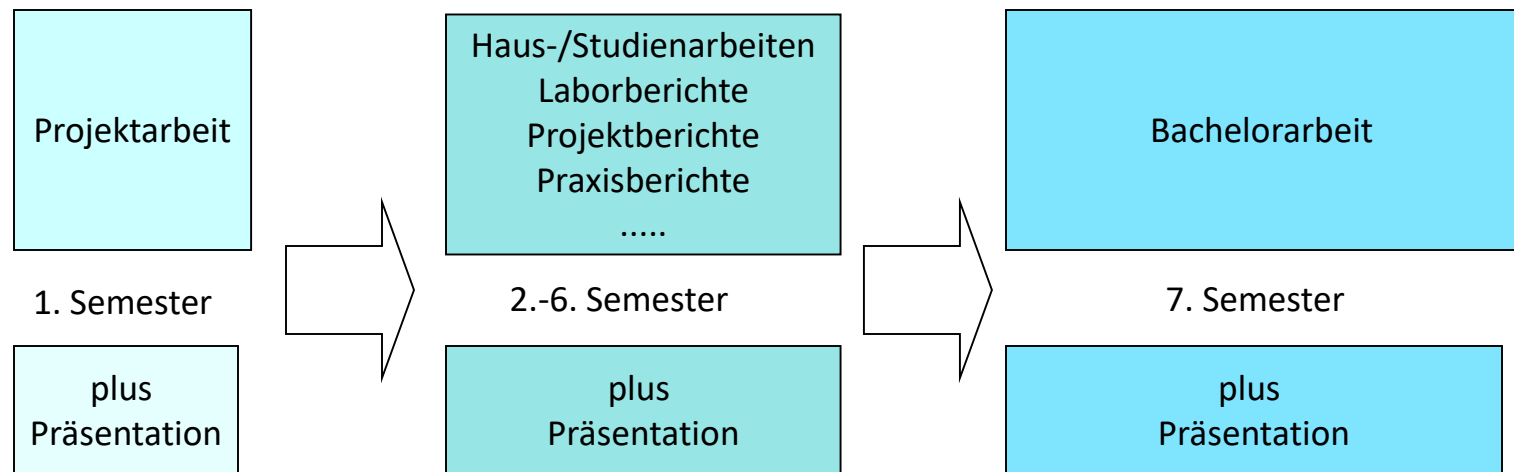 Projektarbeit
1. Semester
plus
Präsentation
Haus-/Studienarbeiten
Laborberichte
Projektberichte
Praxisberichte
.....
2.-6. Semester
plus
Präsentation
Bachelorarbeit
7. Semester
plus
Präsentation